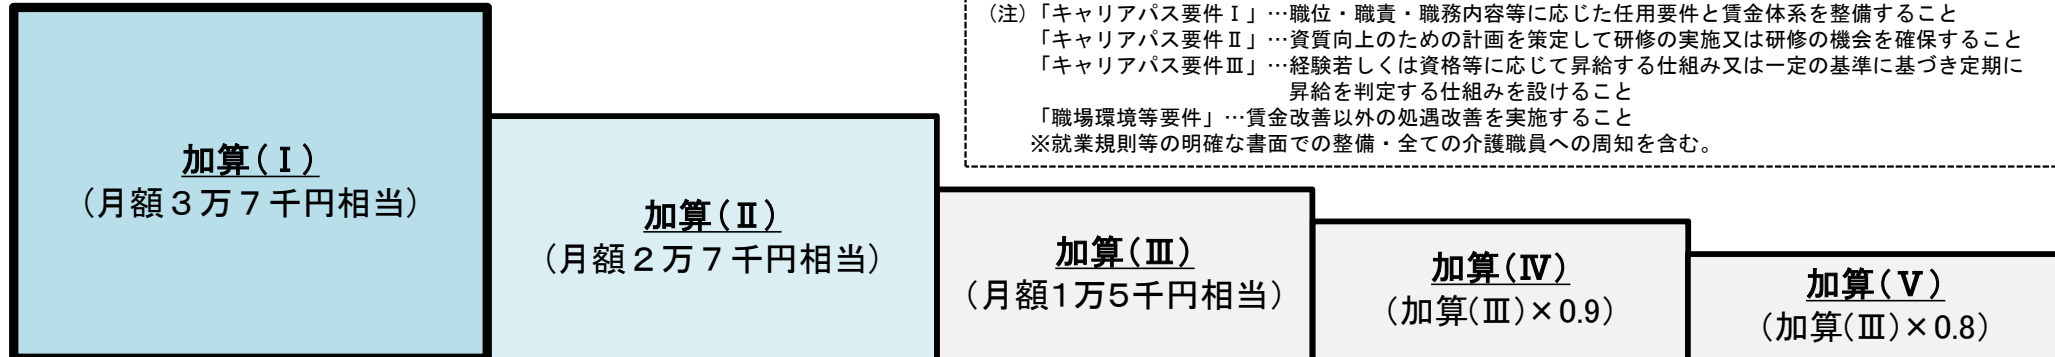 (注)「キャリアパス要件Ⅰ」…職位・職責・職務内容等に応じた任用要件と賃金体系を整備すること
「キャリアパス要件Ⅱ」…資質向上のための計画を策定して研修の実施又は研修の機会を確保すること
「キャリアパス要件Ⅲ」…経験若しくは資格等に応じて昇給する仕組み又は一定の基準に基づき定期に
昇給を判定する仕組みを設けること
「職場環境等要件」…賃金改善以外の処遇改善を実施すること
※就業規則等の明確な書面での整備・全ての介護職員への周知を含む。
加算(Ⅰ)
(月額3万7千円相当)
加算(Ⅱ)
(月額2万7千円相当)
加算(Ⅲ)
(月額1万5千円相当)
加算(Ⅳ)
(加算(Ⅲ)×0.9)
加算(Ⅴ)
(加算(Ⅲ)×0.8)